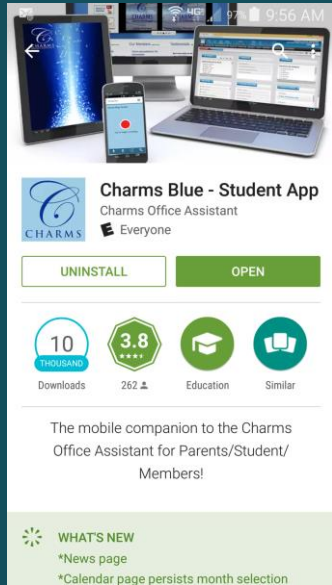 4G
97% 9:56 AM
CHARMS
Charms Blue - Student App
Charms Office Assistant
E Everyone
CHARMS
UNINSTALL
OPEN
10
THOUSAND
Downloads
3.8
262
Education
Similar
The mobile companion to the Charms
Office Assistant for Parents/Student/
Members!
WHAT'S NEW
*News page
*Calendar page persists month selection